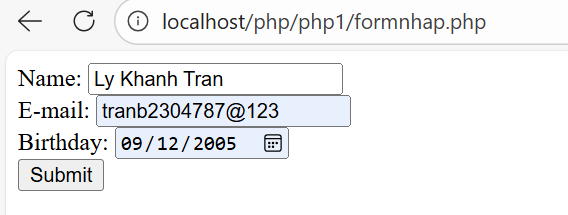 localhost/php/php1/formnhap.php
Name: Ly Khanh Tran
E-mail: tranb2304787@123
Birthday: 09/12/2005
Submit